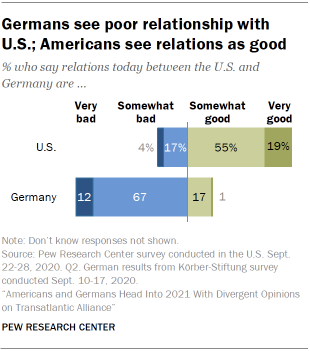 Germans see poor relationship with
U.S.; Americans see relations as good
% who say relations today between the U.S. and
Germany are ...
Very bad Somewhat bad Somewhat good Very good
U.S. 4% 17% 55% 19%
Germany 12 67 17 1
Note: Don't know responses not shown.
Source: Pew Research Center survey conducted in the U.S. Sept.
22-28, 2020. Q2. German results from Körber-Stiftung survey
conducted Sept. 10-17, 2020.
"Americans and Germans Head Into 2021 With Divergent Opinions
on Transatlantic Alliance"
PEW RESEARCH CENTER